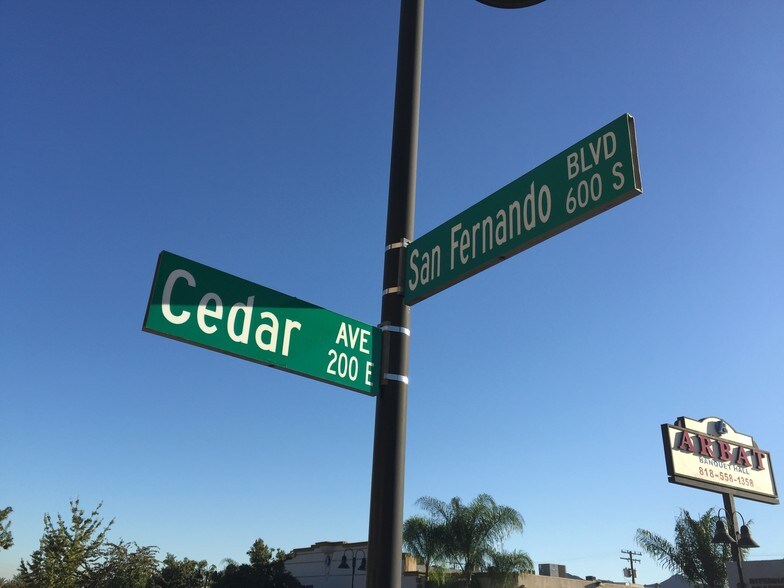 Cedar AVE
200 E
San Fernando BLVD
600 S
ARBAT
BANQUET HALL
818-558-1358